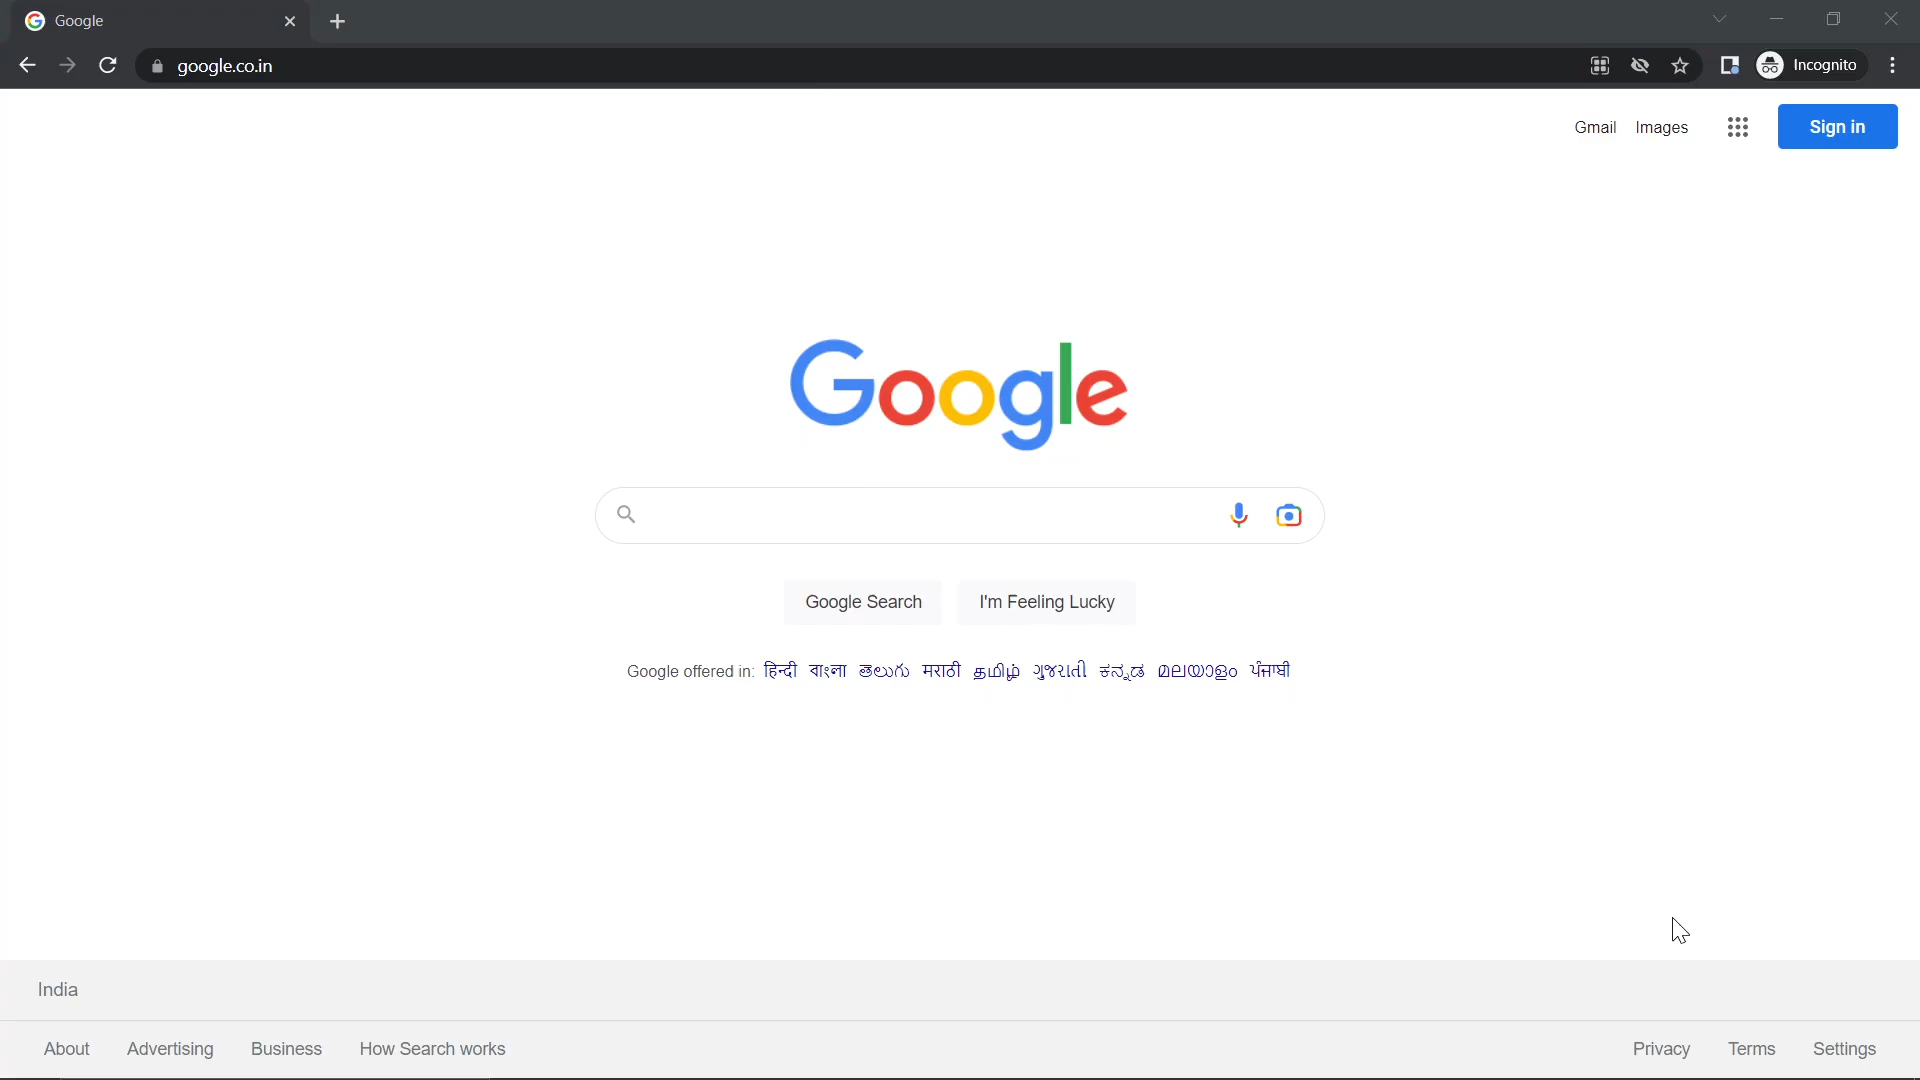 Google
google.co.in
Incognito
Gmail Images Sign in
Google
Google Search I'm Feeling Lucky
Google offered in: हिन्दी বাংলা తెలుగు मराठी தமிழ் ગુજરાતી ಕನ್ನಡ മലയാളം ਪੰਜਾਬੀ
India
About Advertising Business How Search works Privacy Terms Settings